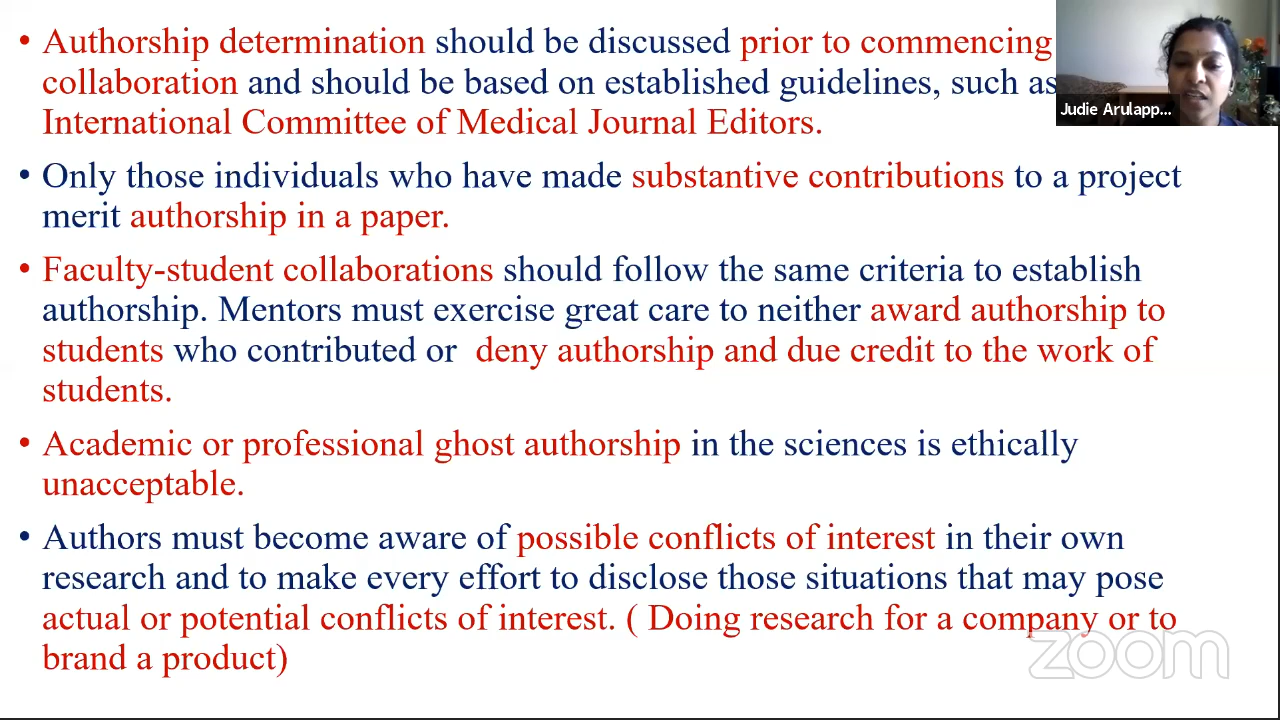 • Authorship determination should be discussed prior to commencing
collaboration and should be based on established guidelines, such as
International Committee of Medical Journal Editors.
• Only those individuals who have made substantive contributions to a project
merit authorship in a paper.
• Faculty-student collaborations should follow the same criteria to establish
authorship. Mentors must exercise great care to neither award authorship to
students who contributed or deny authorship and due credit to the work of
students.
• Academic or professional ghost authorship in the sciences is ethically
unacceptable.
• Authors must become aware of possible conflicts of interest in their own
research and to make every effort to disclose those situations that may pose
actual or potential conflicts of interest. ( Doing research for a company or to
brand a product)
Judie Arulapp...
zoom